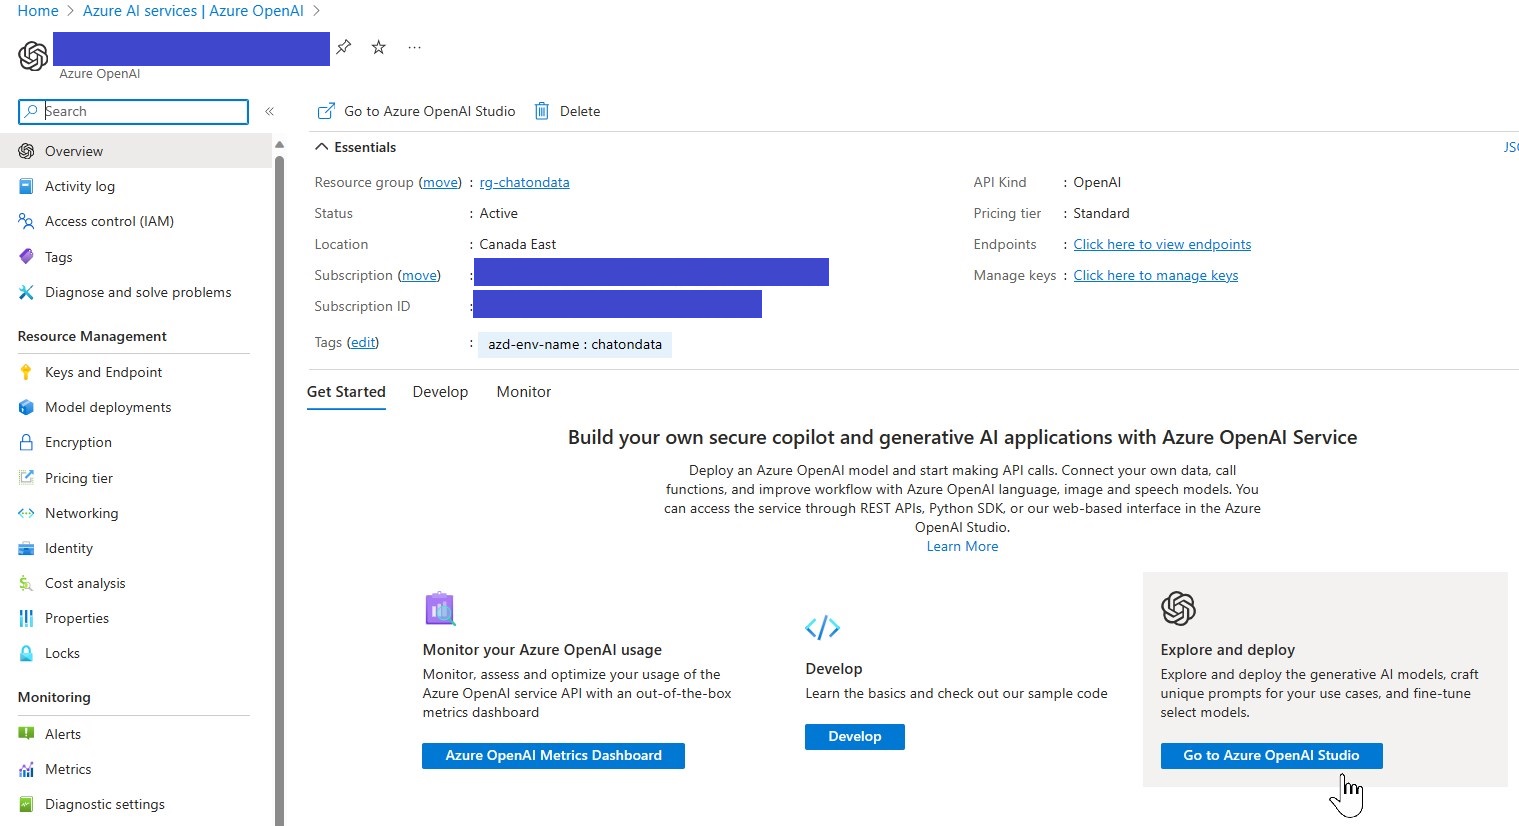 Home > Azure AI services | Azure OpenAI >
Azure OpenAI
Search
«
Go to Azure OpenAI Studio
Delete
Overview
Activity log
Access control (IAM)
Tags
Diagnose and solve problems
Resource Management
Keys and Endpoint
Model deployments
Encryption
Pricing tier
Networking
Identity
Cost analysis
Properties
Locks
Monitoring
Alerts
Metrics
Diagnostic settings
Essentials
JSO
Resource group (move) : rg-chatondata
Status : Active
Location : Canada East
Subscription (move) :
Subscription ID :
Tags (edit) : azd-env-name : chatondata
API Kind : OpenAI
Pricing tier : Standard
Endpoints : Click here to view endpoints
Manage keys : Click here to manage keys
Get Started Develop Monitor
Build your own secure copilot and generative AI applications with Azure OpenAI Service
Deploy an Azure OpenAI model and start making API calls. Connect your own data, call
functions, and improve workflow with Azure OpenAI language, image and speech models. You
can access the service through REST APIs, Python SDK, or our web-based interface in the Azure
OpenAI Studio.
Learn More
Monitor your Azure OpenAI usage
Monitor, assess and optimize your usage of the
Azure OpenAI service API with an out-of-the-box
metrics dashboard
Azure OpenAI Metrics Dashboard
Develop
Learn the basics and check out our sample code
Develop
Explore and deploy
Explore and deploy the generative AI models, craft
unique prompts for your use cases, and fine-tune
select models.
Go to Azure OpenAI Studio